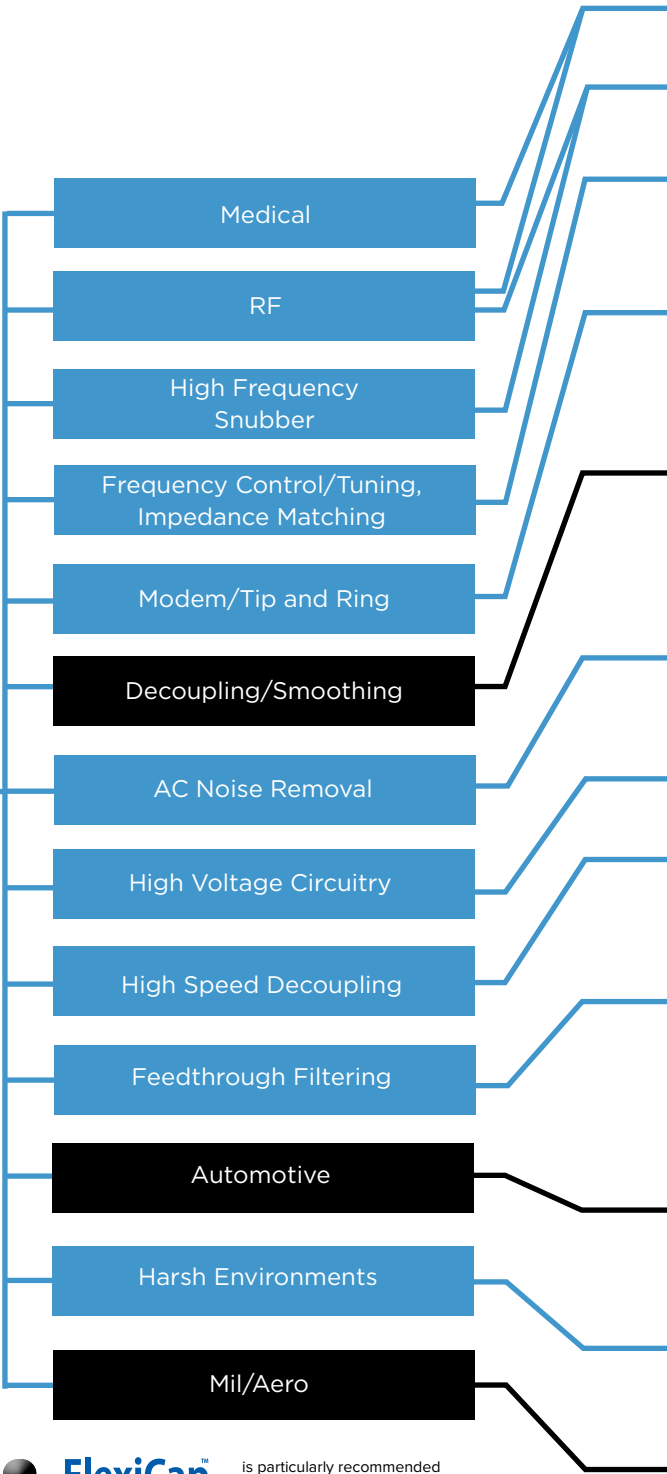 Medical
RF
High Frequency
Snubber
Frequency Control/Tuning,
Impedance Matching
Modem/Tip and Ring
Decoupling/Smoothing
AC Noise Removal
High Voltage Circuitry
High Speed Decoupling
Feedthrough Filtering
Automotive
Harsh Environments
Mil/Aero
FlexiCap™ is particularly recommended